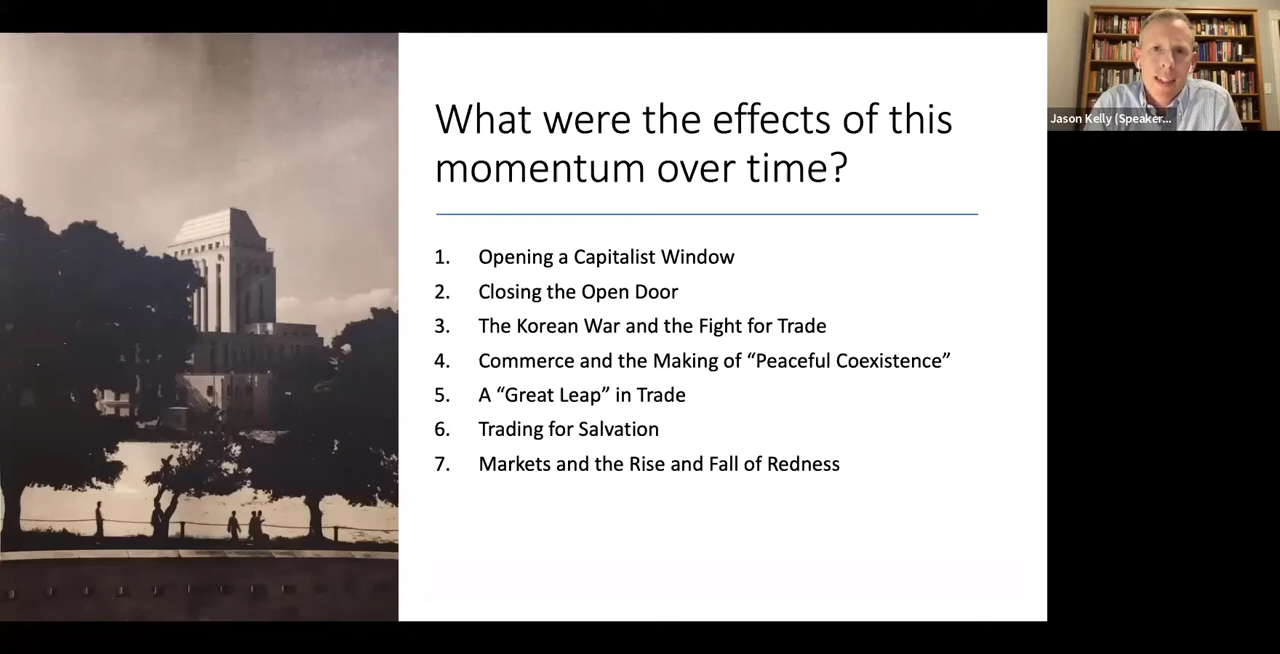 What were the effects of this
momentum over time?
1. Opening a Capitalist Window
2. Closing the Open Door
3. The Korean War and the Fight for Trade
4. Commerce and the Making of “Peaceful Coexistence”
5. A “Great Leap” in Trade
6. Trading for Salvation
7. Markets and the Rise and Fall of Redness
Jason Kelly (Speaker...